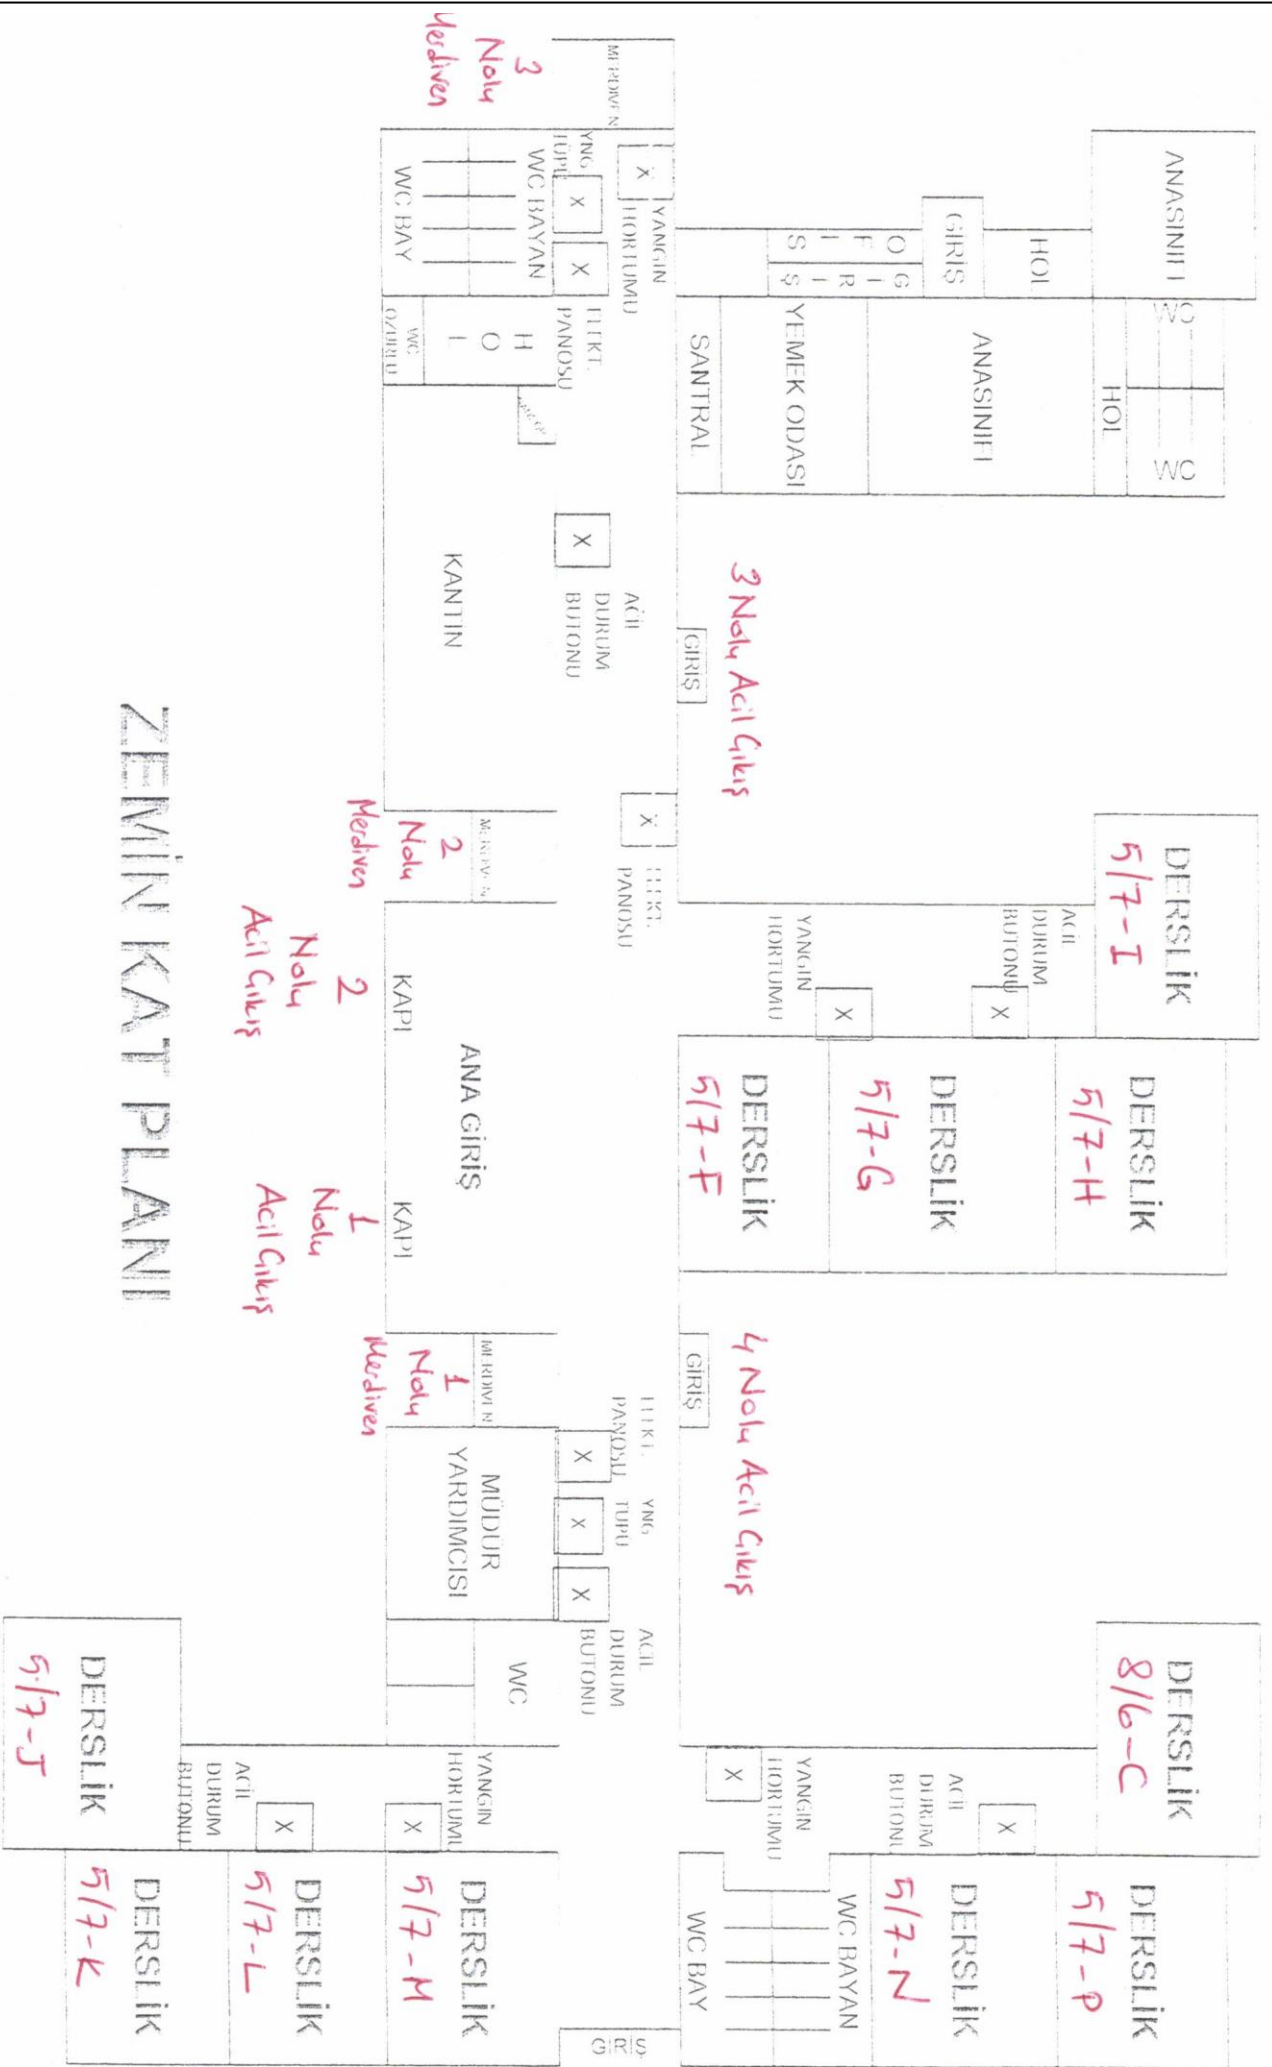 ANASINIFI
WC
WC
HOL
HOL
GİRİŞ
ANASINIFI
OFİS
GİRİŞ
YEMEK ODASI
SANTRAL
MERDİVEN
3
Nolu
Merdiven
X
YANGIN
HORTUMU
YNG
TÜPÜ
X
X
ELEKT.
PANOSU
WC BAYAN
WC BAY
HOL
WC
ÖZÜRLÜ
KANTİN
X
ACİL
DURUM
BUTONU
GİRİŞ
3 Nolu Acil Çıkış
X
ELEKT.
PANOSU
MERDİVEN
2
Nolu
Merdiven
DERSLİK
5/7-I
ACİL
DURUM
BUTONU
X
YANGIN
HORTUMU
X
DERSLİK
5/7-H
DERSLİK
5/7-G
DERSLİK
5/7-F
KAPI
2
Nolu
Acil Çıkış
ANA GİRİŞ
KAPI
1
Nolu
Acil Çıkış
GİRİŞ
4 Nolu Acil Çıkış
MERDİVEN
1
Nolu
Merdiven
ELEKT.
PANOSU
X
YNG
TUPU
X
X
ACİL
DURUM
BUTONU
MÜDÜR
YARDIMCISI
WC
DERSLİK
8/6-C
ACİL
DURUM
BUTONU
X
YANGIN
HORTUMU
X
DERSLİK
5/7-P
DERSLİK
5/7-N
WC BAYAN
WC BAY
GİRİŞ
YANGIN
HORTUMU
X
ACİL
DURUM
BUTONU
X
DERSLİK
5/7-J
DERSLİK
5/7-M
DERSLİK
5/7-L
DERSLİK
5/7-K
ZEMİN KAT PLANI